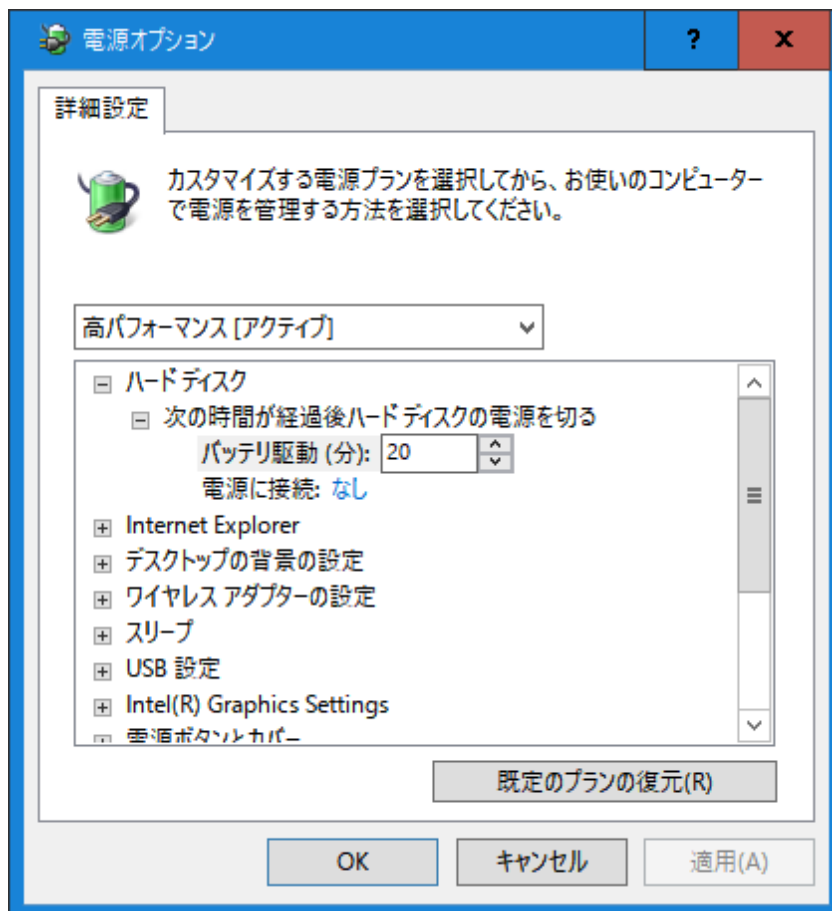 電源オプション
?
x
詳細設定
カスタマイズする電源プランを選択してから、お使いのコンピューター
で電源を管理する方法を選択してください。
高パフォーマンス [アクティブ]
ハード ディスク
次の時間が経過後ハード ディスクの電源を切る
バッテリ駆動 (分): 20
電源に接続: なし
Internet Explorer
デスクトップの背景の設定
ワイヤレス アダプターの設定
スリープ
USB 設定
Intel(R) Graphics Settings
電源ボタンとカバー
既定のプランの復元(R)
OK
キャンセル
適用(A)